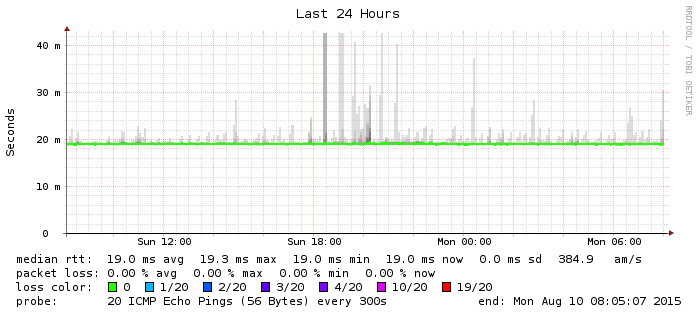 Last 24 Hours
RRDTOOL / TOBI OETIKER
Seconds
40 m
30 m
20 m
10 m
0
Sun 12:00 Sun 18:00 Mon 00:00 Mon 06:00
median rtt: 19.0 ms avg 19.3 ms max 19.0 ms min 19.0 ms now 0.0 ms sd 384.9 am/s
packet loss: 0.00 % avg 0.00 % max 0.00 % min 0.00 % now
loss color: 0 1/20 2/20 3/20 4/20 10/20 19/20
probe: 20 ICMP Echo Pings (56 Bytes) every 300s end: Mon Aug 10 08:05:07 2015